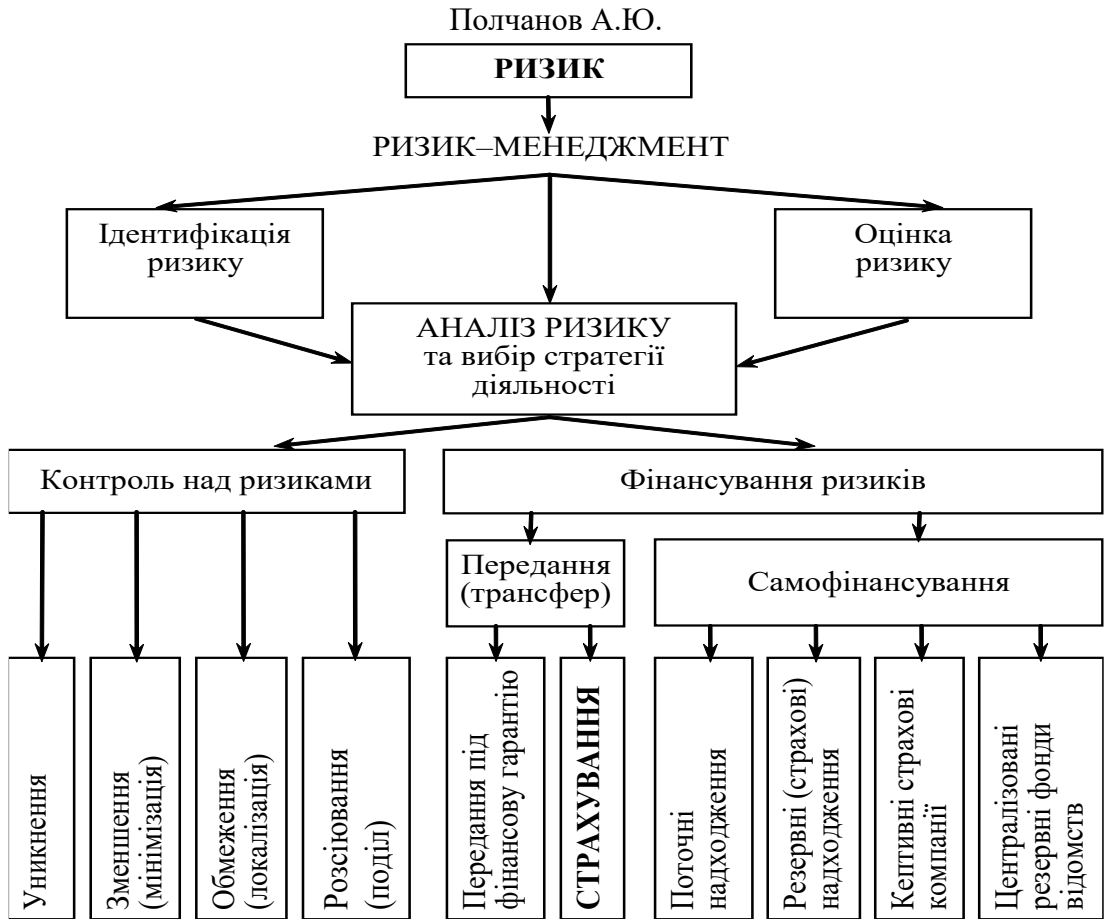 Полчанов А.Ю.
РИЗИК
РИЗИК–МЕНЕДЖМЕНТ
Ідентифікація
ризику
Оцінка
ризику
АНАЛІЗ РИЗИКУ
та вибір стратегії
діяльності
Контроль над ризиками
Фінансування ризиків
Передання
(трансфер)
Самофінансування
Уникнення
Зменшення
(мінімізація)
Обмеження
(локалізація)
Розсіювання
(поділ)
Передання під
фінансову гарантію
СТРАХУВАННЯ
Поточні
надходження
Резервні (страхові)
надходження
Кептивні страхові
компанії
Централізовані
резервні фонди
відомств